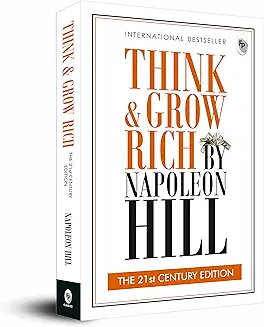 INTERNATIONAL BESTSELLER
THINK
& GROW
RICH BY
NAPOLEON
HILL
THE 21st CENTURY EDITION
THINK & GROW RICH
THE 21ST CENTURY
EDITION
NAPOLEON HILL